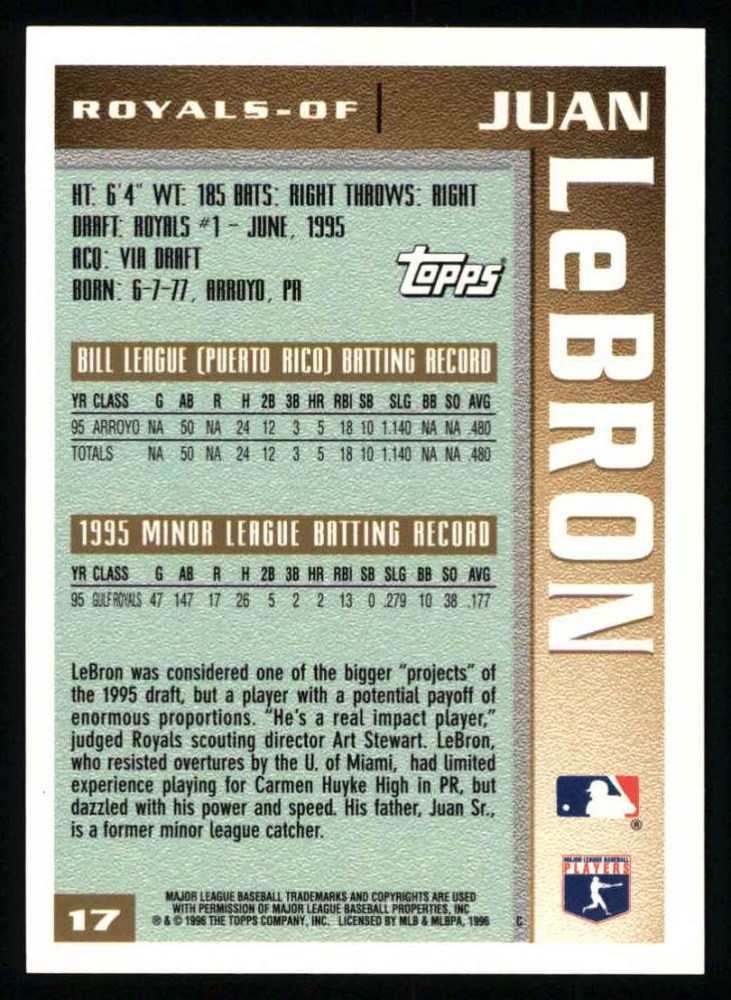 ROYALS-OF
JUAN
LeBRON
HT: 6'4" WT: 185 BATS: RIGHT THROWS: RIGHT
DRAFT: ROYALS #1 - JUNE, 1995
ACQ: VIA DRAFT
BORN: 6-7-77, ARROYO, PR
TOPPS
BILL LEAGUE (PUERTO RICO) BATTING RECORD
YR CLASS G AB R H 2B 3B HR RBI SB SLG BB SO AVG
95 ARROYO NA 50 NA 24 12 3 5 18 10 1.140 NA NA .480
TOTALS NA 50 NA 24 12 3 5 18 10 1.140 NA NA .480
1995 MINOR LEAGUE BATTING RECORD
YR CLASS G AB R H 2B 3B HR RBI SB SLG BB SO AVG
95 GULF ROYALS 47 147 17 26 5 2 2 13 0 .279 10 38 .177
LeBron was considered one of the bigger "projects" of
the 1995 draft, but a player with a potential payoff of
enormous proportions. "He's a real impact player,"
judged Royals scouting director Art Stewart. LeBron,
who resisted overtures by the U. of Miami, had limited
experience playing for Carmen Huyke High in PR, but
dazzled with his power and speed. His father, Juan Sr.,
is a former minor league catcher.
MAJOR LEAGUE BASEBALL
PLAYERS
17
MAJOR LEAGUE BASEBALL TRADEMARKS AND COPYRIGHTS ARE USED
WITH PERMISSION OF MAJOR LEAGUE BASEBALL PROPERTIES, INC
® & © 1996 THE TOPPS COMPANY, INC. LICENSED BY MLB & MLBPA, 1996
C